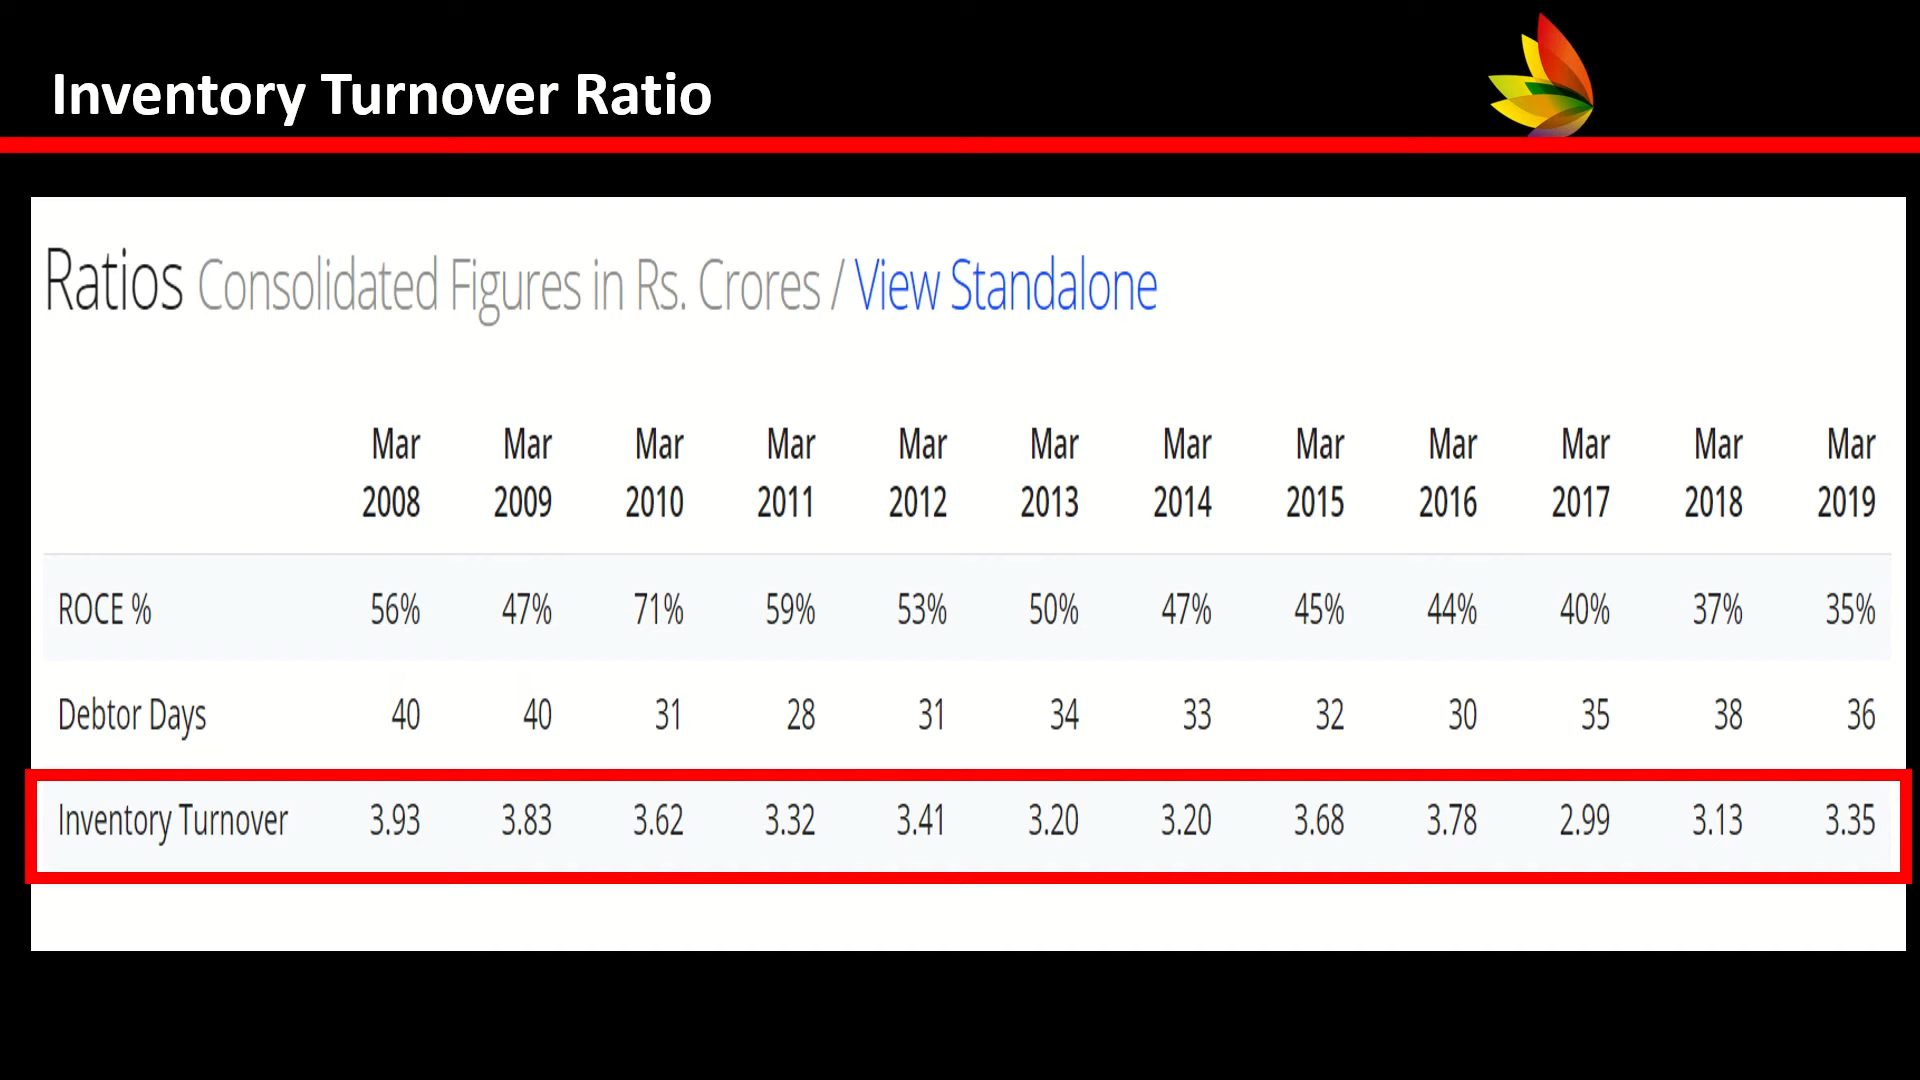 Inventory Turnover Ratio
Ratios Consolidated Figures in Rs. Crores / View Standalone
Mar Mar Mar Mar Mar Mar Mar Mar Mar Mar Mar Mar
2008 2009 2010 2011 2012 2013 2014 2015 2016 2017 2018 2019
ROCE % 56% 47% 71% 59% 53% 50% 47% 45% 44% 40% 37% 35%
Debtor Days 40 40 31 28 31 34 33 32 30 35 38 36
Inventory Turnover 3.93 3.83 3.62 3.32 3.41 3.20 3.20 3.68 3.78 2.99 3.13 3.35